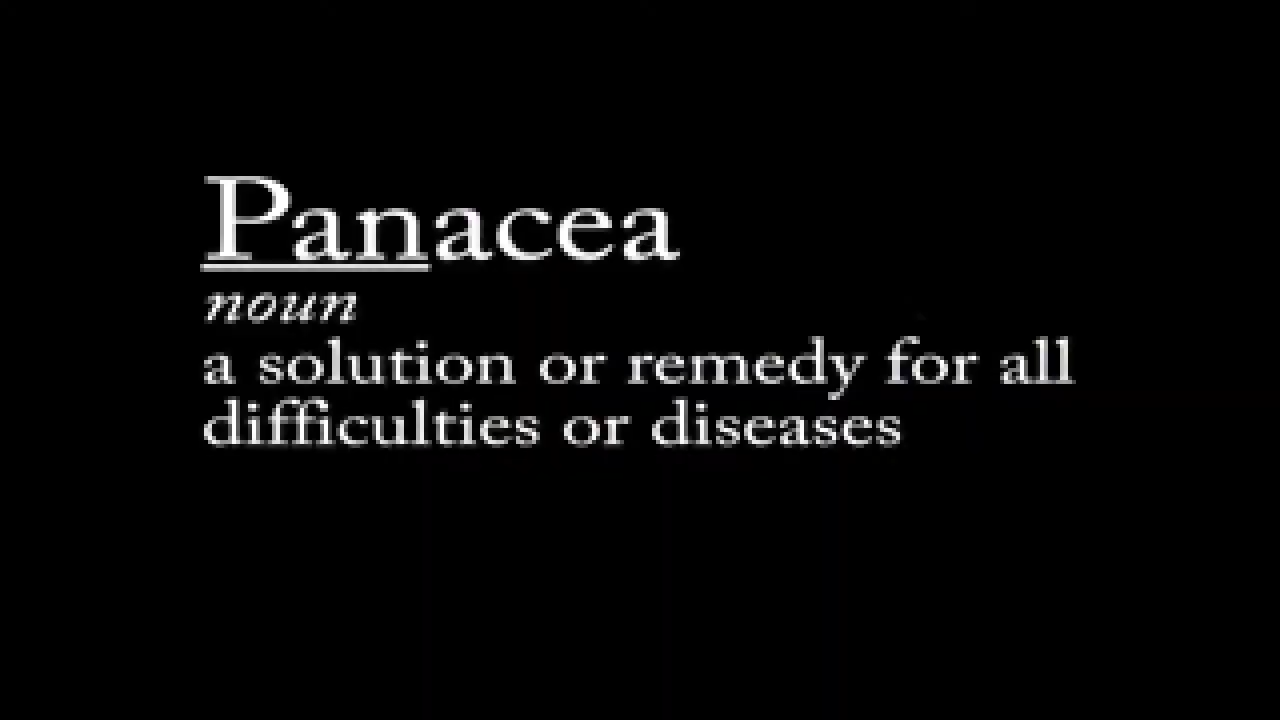 Panacea
noun
a solution or remedy for all
difficulties or diseases